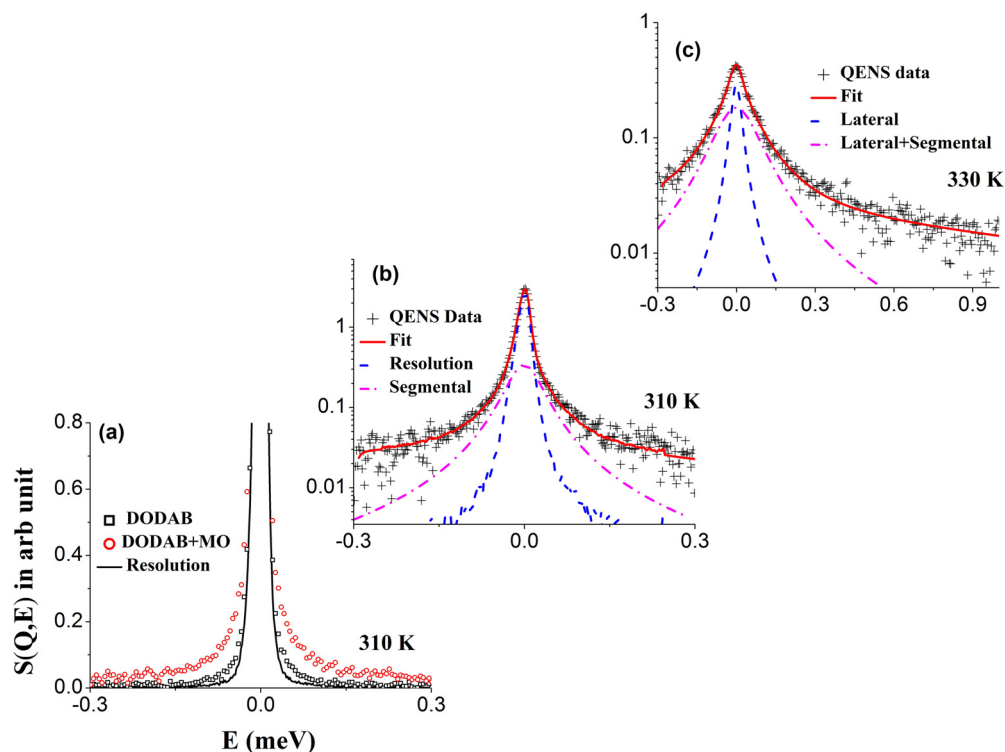 (c)
1
0.1
0.01
QENS data
Fit
Lateral
Lateral+Segmental
330 K
-0.3 0.0 0.3 0.6 0.9
(b)
1
0.1
0.01
QENS Data
Fit
Resolution
Segmental
310 K
-0.3 0.0 0.3
(a)
S(Q,E) in arb unit
0.8
0.6
0.4
0.2
0.0
DODAB
DODAB+MO
Resolution
310 K
-0.3 0.0 0.3
E (meV)